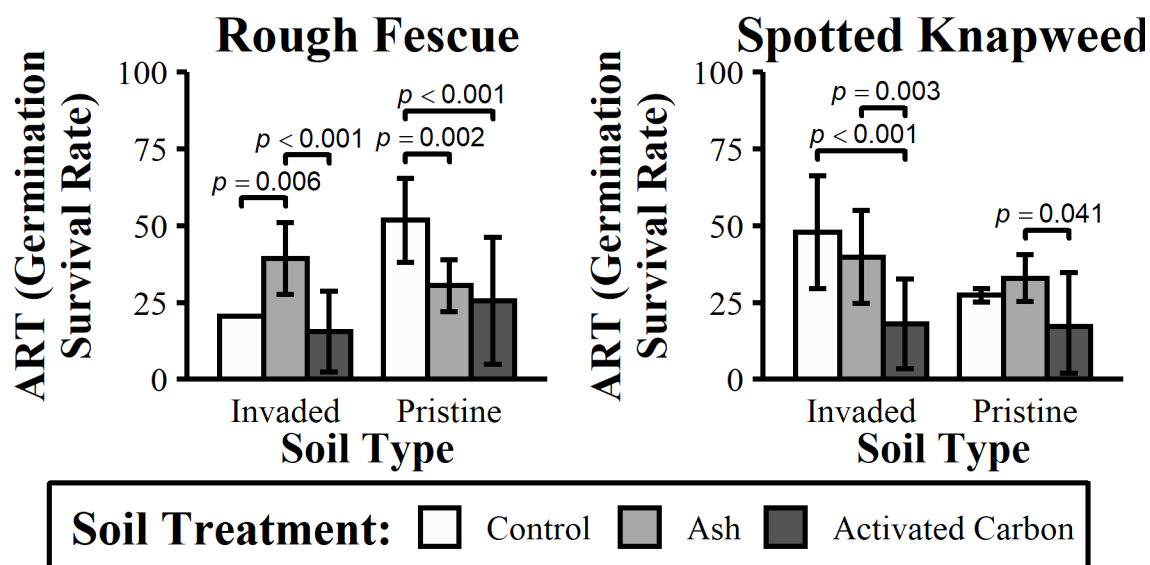 Rough Fescue
ART (Germination
Survival Rate)
100
75
50
25
0
p = 0.006
p < 0.001
p < 0.001
p = 0.002
Invaded
Pristine
Soil Type
Spotted Knapweed
ART (Germination
Survival Rate)
100
75
50
25
0
p = 0.003
p < 0.001
p = 0.041
Invaded
Pristine
Soil Type
Soil Treatment: Control Ash Activated Carbon